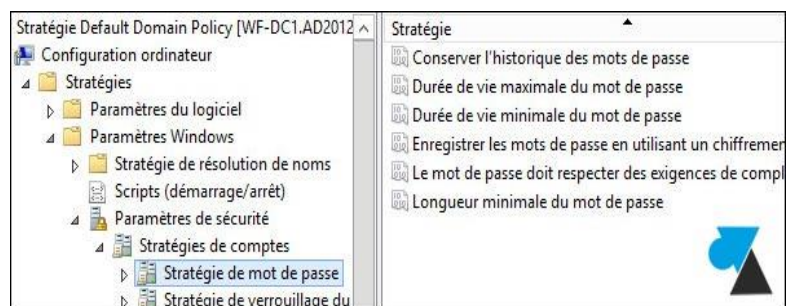 Stratégie Default Domain Policy [WF-DC1.AD2012
Configuration ordinateur
Stratégies
Paramètres du logiciel
Paramètres Windows
Stratégie de résolution de noms
Scripts (démarrage/arrêt)
Paramètres de sécurité
Stratégies de comptes
Stratégie de mot de passe
Stratégie de verrouillage du
Stratégie
Conserver l'historique des mots de passe
Durée de vie maximale du mot de passe
Durée de vie minimale du mot de passe
Enregistrer les mots de passe en utilisant un chiffremer
Le mot de passe doit respecter des exigences de compl
Longueur minimale du mot de passe